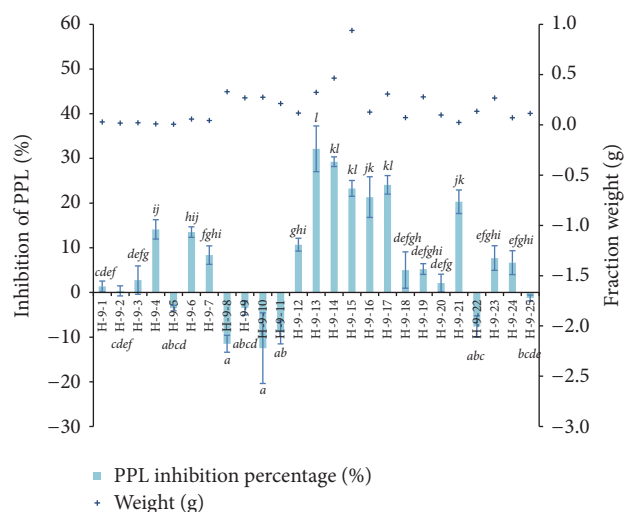 Inhibition of PPL (%)
60
50
40
30
20
10
0
−10
−20
−30
1.0
0.5
0.0
−0.5
−1.0
−1.5
−2.0
−2.5
−3.0
Fraction weight (g)
cdef
cdef
defg
ij
abcd
hij
fghi
a
abcd
a
ab
ghi
l
kl
kl
jk
kl
defgh
defghi
defg
jk
abc
efghi
efghi
bcde
H-9-1
H-9-2
H-9-3
H-9-4
H-9-5
H-9-6
H-9-7
H-9-8
H-9-9
H-9-10
H-9-11
H-9-12
H-9-13
H-9-14
H-9-15
H-9-16
H-9-17
H-9-18
H-9-19
H-9-20
H-9-21
H-9-22
H-9-23
H-9-24
H-9-25
PPL inhibition percentage (%)
Weight (g)